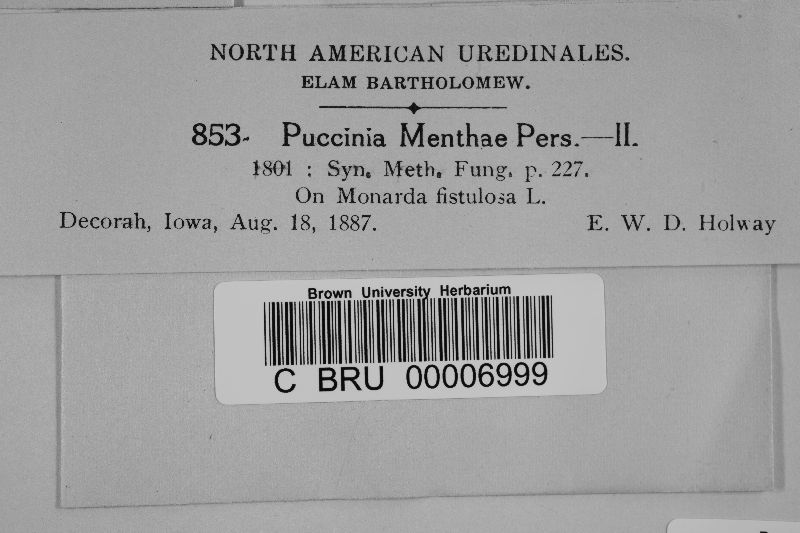 NORTH AMERICAN UREDINALES.
ELAM BARTHOLOMEW.
853- Puccinia Menthae Pers.—II.
1801 : Syn. Meth. Fung. p. 227.
On Monarda fistulosa L.
Decorah, Iowa, Aug. 18, 1887. E. W. D. Holway
Brown University Herbarium
C BRU 00006999